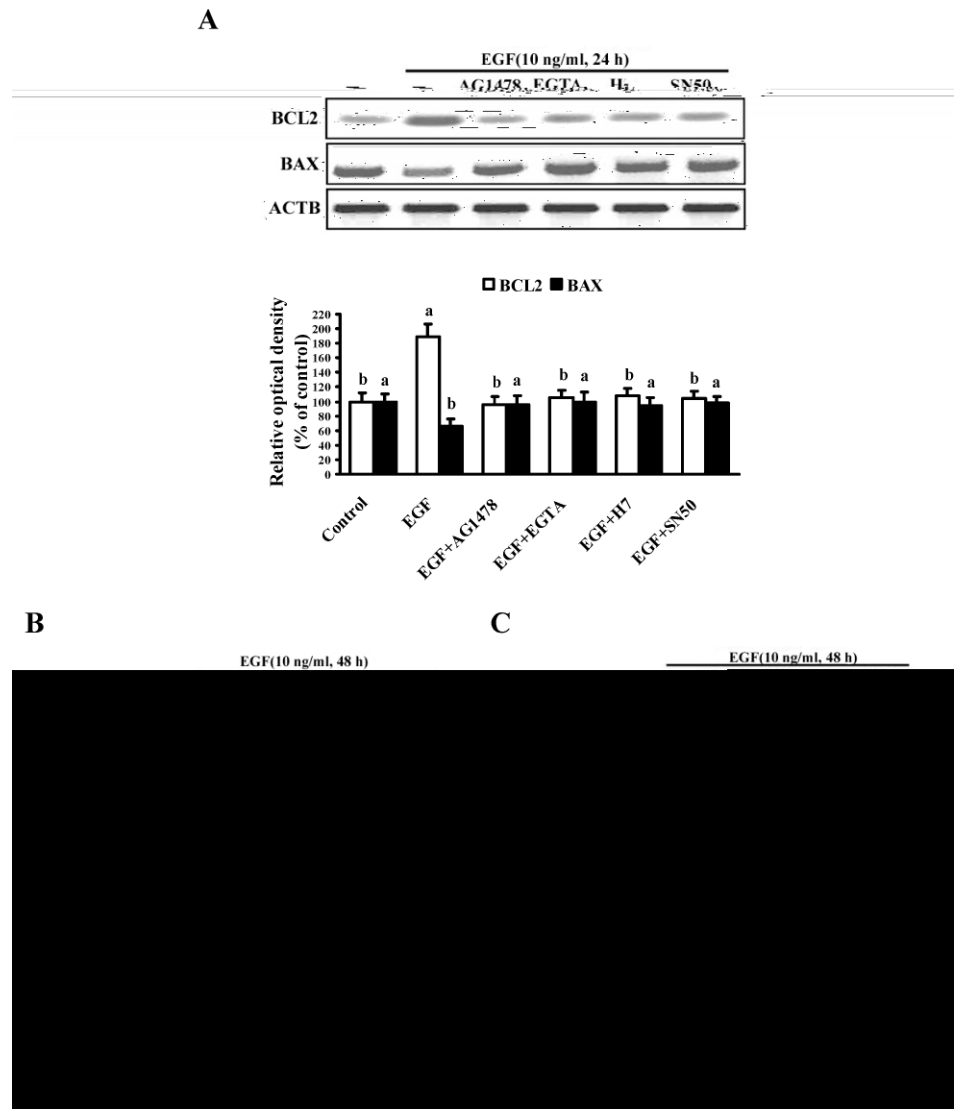 A
EGF(10 ng/ml, 24 h)
AG1478 EGTA SN50
BCL2
BAX
ACTB
BCL2 BAX
Relative optical density
(% of control)
220
200
180
160
140
120
100
80
60
40
20
0
b a a b b a b a b a b a
Control
EGF
EGF+AG1478
EGF+EGTA
EGF+H7
EGF+SN50
B C
EGF(10 ng/ml, 48 h) EGF(10 ng/ml, 48 h)